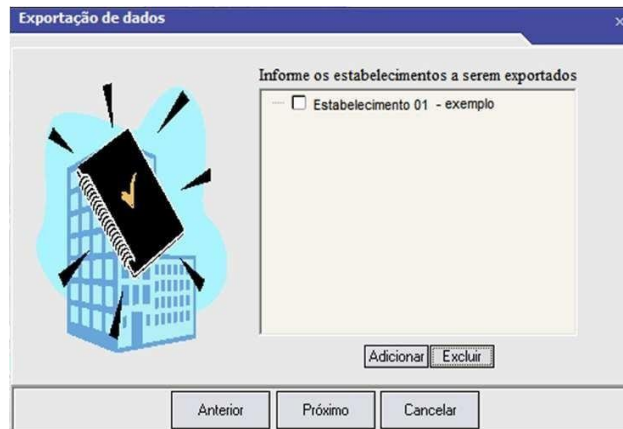 Exportação de dados
Informe os estabelecimentos a serem exportados
Estabelecimento 01 - exemplo
Adicionar Excluir
Anterior Próximo Cancelar